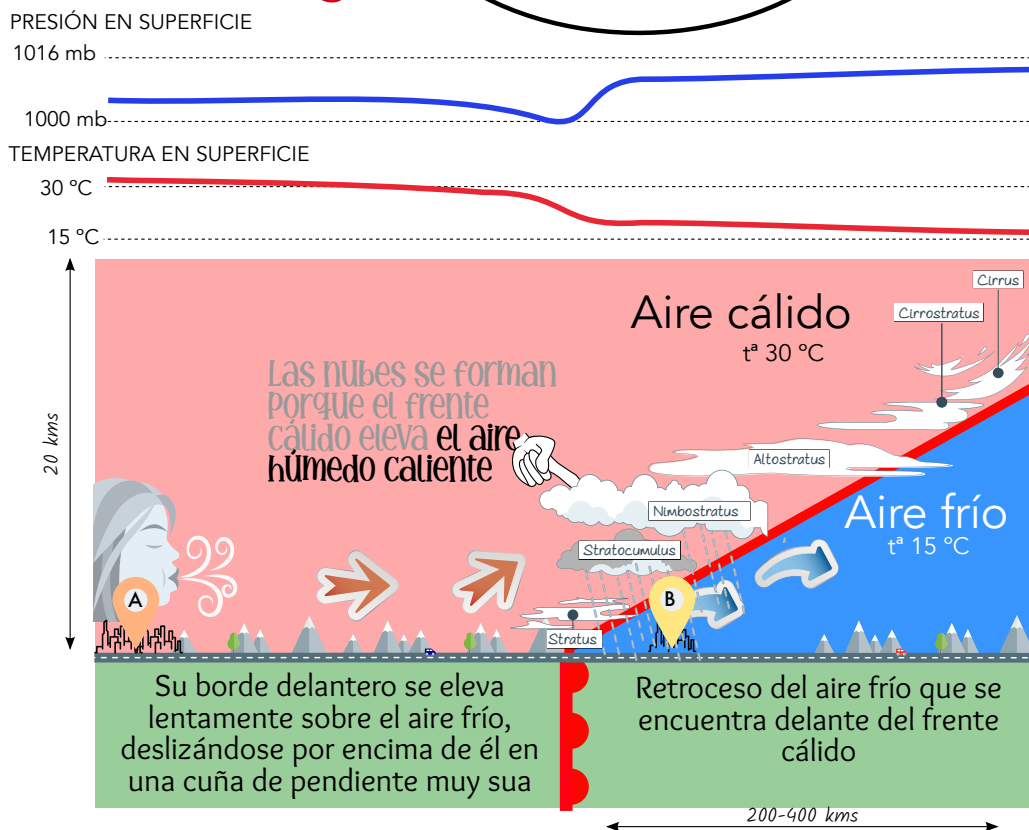 PRESIÓN EN SUPERFICIE
1016 mb
1000 mb
TEMPERATURA EN SUPERFICIE
30 ºC
15 ºC
Cirrus
Aire cálido
tª 30 ºC
Cirrostratus
Las nubes se forman
porque el frente
cálido eleva el aire
húmedo caliente
20 kms
Altostratus
Nimbostratus
Aire frío
tª 15 ºC
Stratocumulus
A
B
Stratus
Su borde delantero se eleva
lentamente sobre el aire frío,
deslizándose por encima de él en
una cuña de pendiente muy sua
Retroceso del aire frío que se
encuentra delante del frente
cálido
200-400 kms